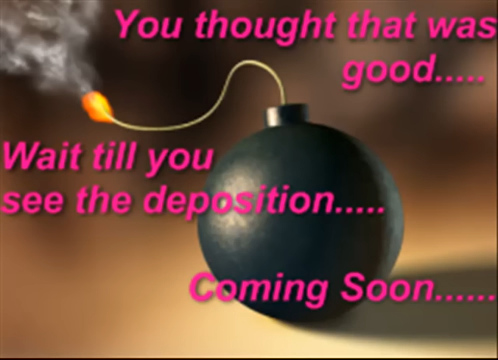 You thought that was
good.....
Wait till you
see the deposition.....
Coming Soon......